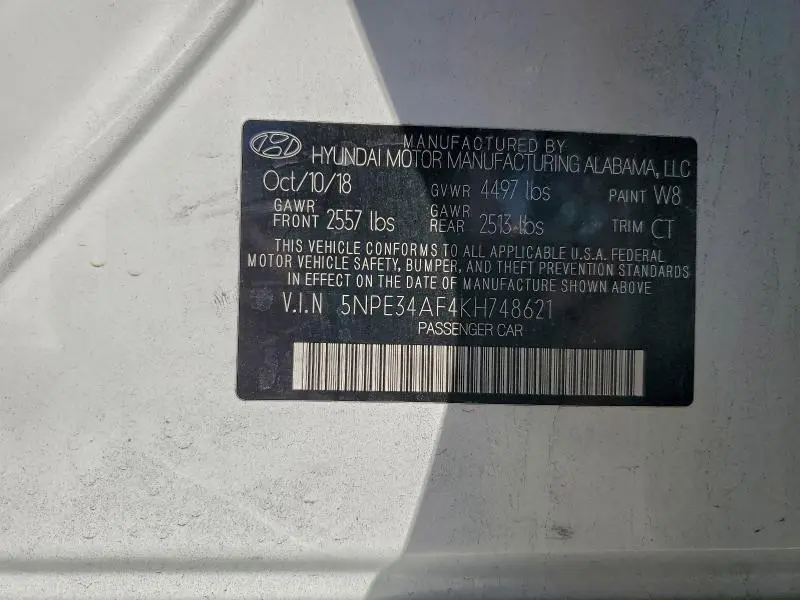 MANUFACTURED BY
HYUNDAI MOTOR MANUFACTURING ALABAMA, LLC
Oct/10/18 GVWR 4497 lbs PAINT W8
GAWR FRONT 2557 lbs GAWR REAR 2513 lbs TRIM CT
THIS VEHICLE CONFORMS TO ALL APPLICABLE U.S.A. FEDERAL
MOTOR VEHICLE SAFETY, BUMPER, AND THEFT PREVENTION STANDARDS
IN EFFECT ON THE DATE OF MANUFACTURE SHOWN ABOVE
V.I.N 5NPE34AF4KH748621
PASSENGER CAR